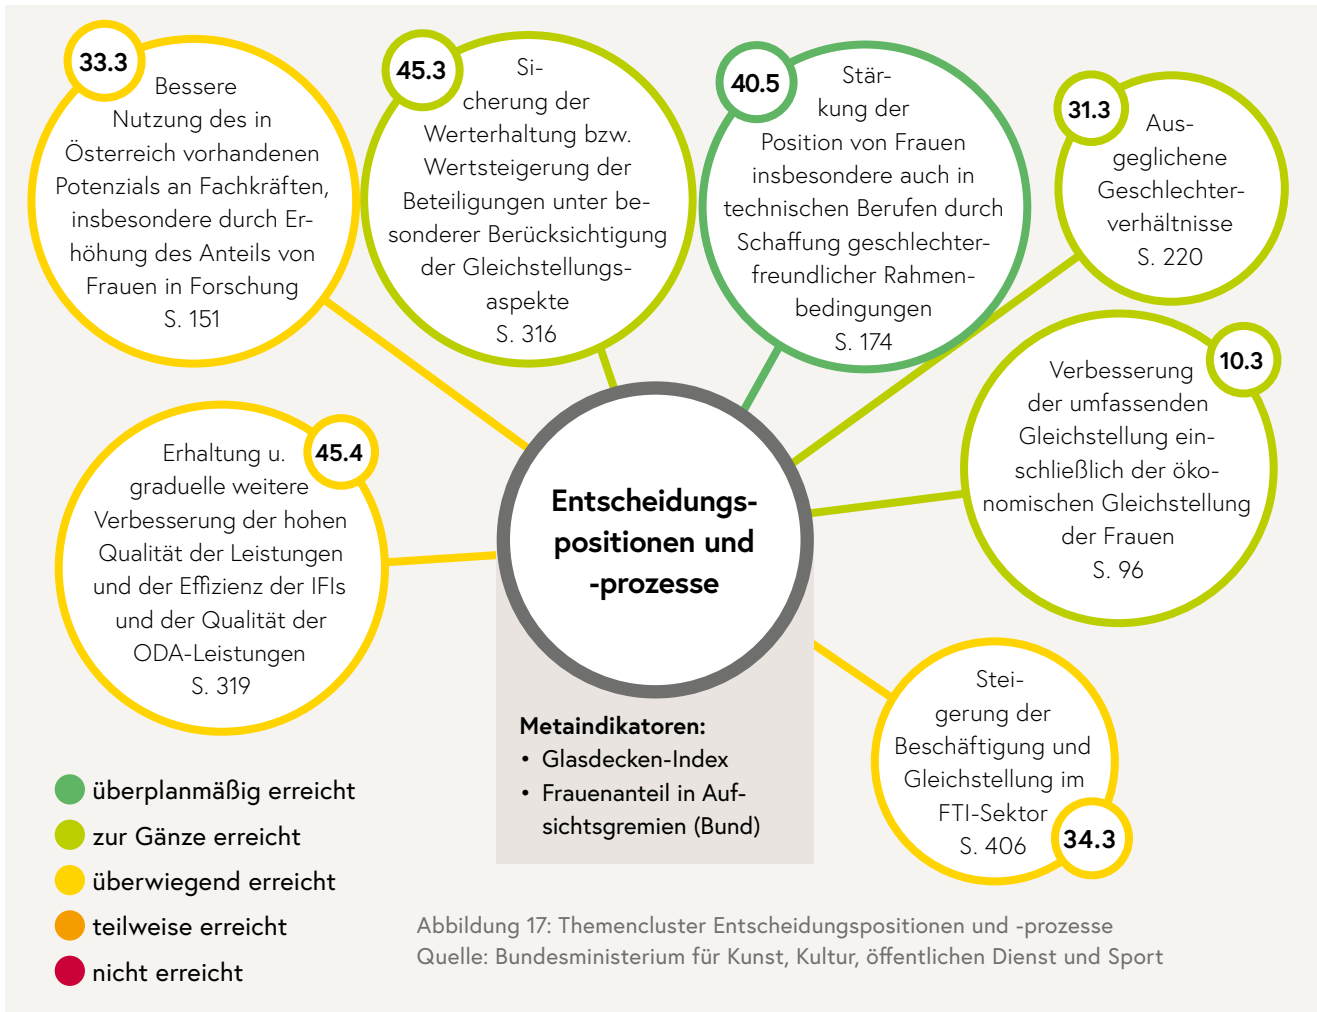 33.3
Bessere
Nutzung des in
Österreich vorhandenen
Potenzials an Fachkräften,
insbesondere durch Er-
höhung des Anteils von
Frauen in Forschung
S. 151
45.3
Si-
cherung der
Werterhaltung bzw.
Wertsteigerung der
Beteiligungen unter be-
sonderer Berücksichtigung
der Gleichstellungs-
aspekte
S. 316
40.5
Stär-
kung der
Position von Frauen
insbesondere auch in
technischen Berufen durch
Schaffung geschlechter-
freundlicher Rahmen-
bedingungen
S. 174
31.3
Aus-
geglichene
Geschlechter-
verhältnisse
S. 220
10.3
Verbesserung
der umfassenden
Gleichstellung ein-
schließlich der öko-
nomischen Gleichstellung
der Frauen
S. 96
45.4
Erhaltung u.
graduelle weitere
Verbesserung der hohen
Qualität der Leistungen
und der Effizienz der IFIs
und der Qualität der
ODA-Leistungen
S. 319
Entscheidungs-
positionen und
-prozesse
Metaindikatoren:
• Glasdecken-Index
• Frauenanteil in Auf-
sichtsgremien (Bund)
Stei-
gerung der
Beschäftigung und
Gleichstellung im
FTI-Sektor
S. 406
34.3
überplanmäßig erreicht
zur Gänze erreicht
überwiegend erreicht
teilweise erreicht
nicht erreicht
Abbildung 17: Themencluster Entscheidungspositionen und -prozesse
Quelle: Bundesministerium für Kunst, Kultur, öffentlichen Dienst und Sport